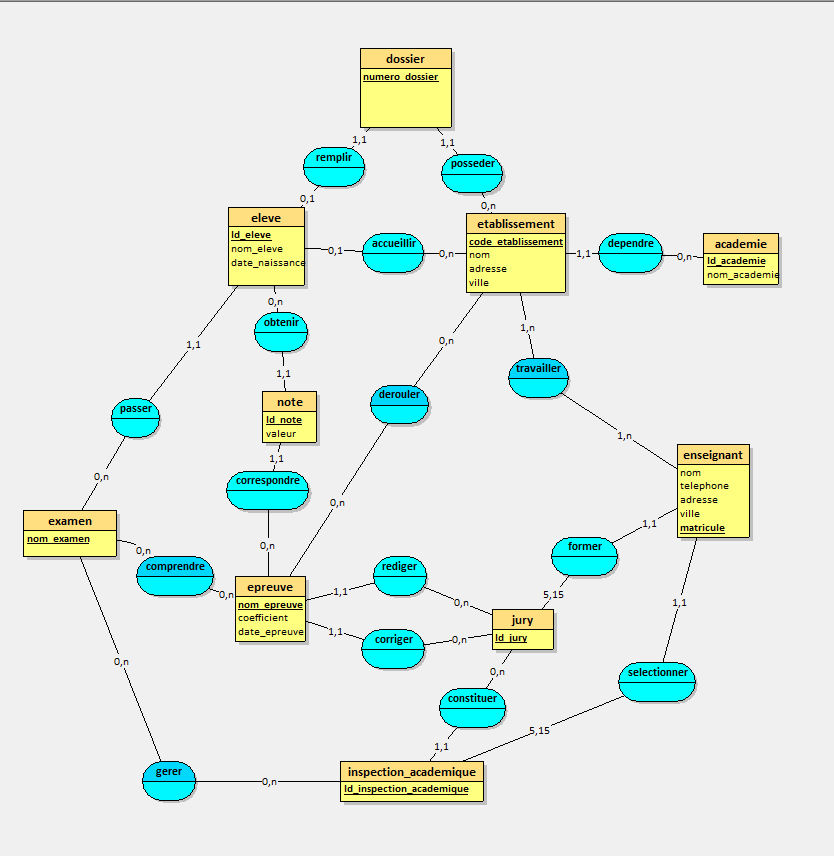 dossier
numero_dossier
1,1
1,1
remplir
posseder
0,1
0,n
eleve
Id_eleve
nom_eleve
date_naissance
0,1
accueillir
0,n
etablissement
code_etablissement
nom
adresse
ville
1,1
dependre
0,n
academie
Id_academie
nom_academie
0,n
obtenir
1,1
1,1
0,n
1,n
passer
note
Id_note
valeur
derouler
travailler
1,1
correspondre
1,n
0,n
0,n
0,n
enseignant
nom
telephone
adresse
ville
matricule
examen
nom_examen
0,n
comprendre
0,n
epreuve
nom_epreuve
coefficient
date_epreuve
1,1
rediger
0,n
1,1
corriger
0,n
former
1,1
5,15
jury
Id_jury
1,1
0,n
0,n
constituer
selectionner
1,1
5,15
gerer
0,n
inspection_academique
Id_inspection_academique